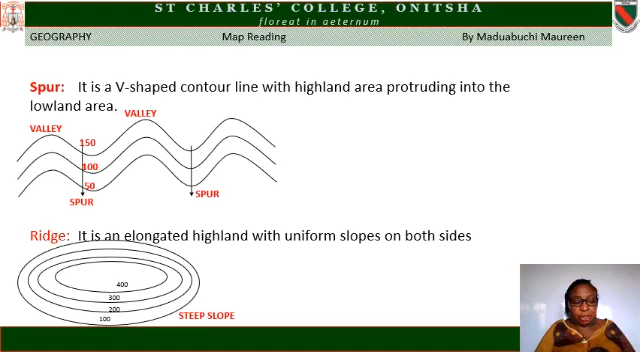 ST CHARLES' COLLEGE, ONITSHA
floreat in aeternum
GEOGRAPHY Map Reading By Maduabuchi Maureen
Spur: It is a V-shaped contour line with highland area protruding into the
lowland area.
VALLEY
VALLEY
150
100
50
SPUR
SPUR
Ridge: It is an elongated highland with uniform slopes on both sides
400
300
200
100
STEEP SLOPE